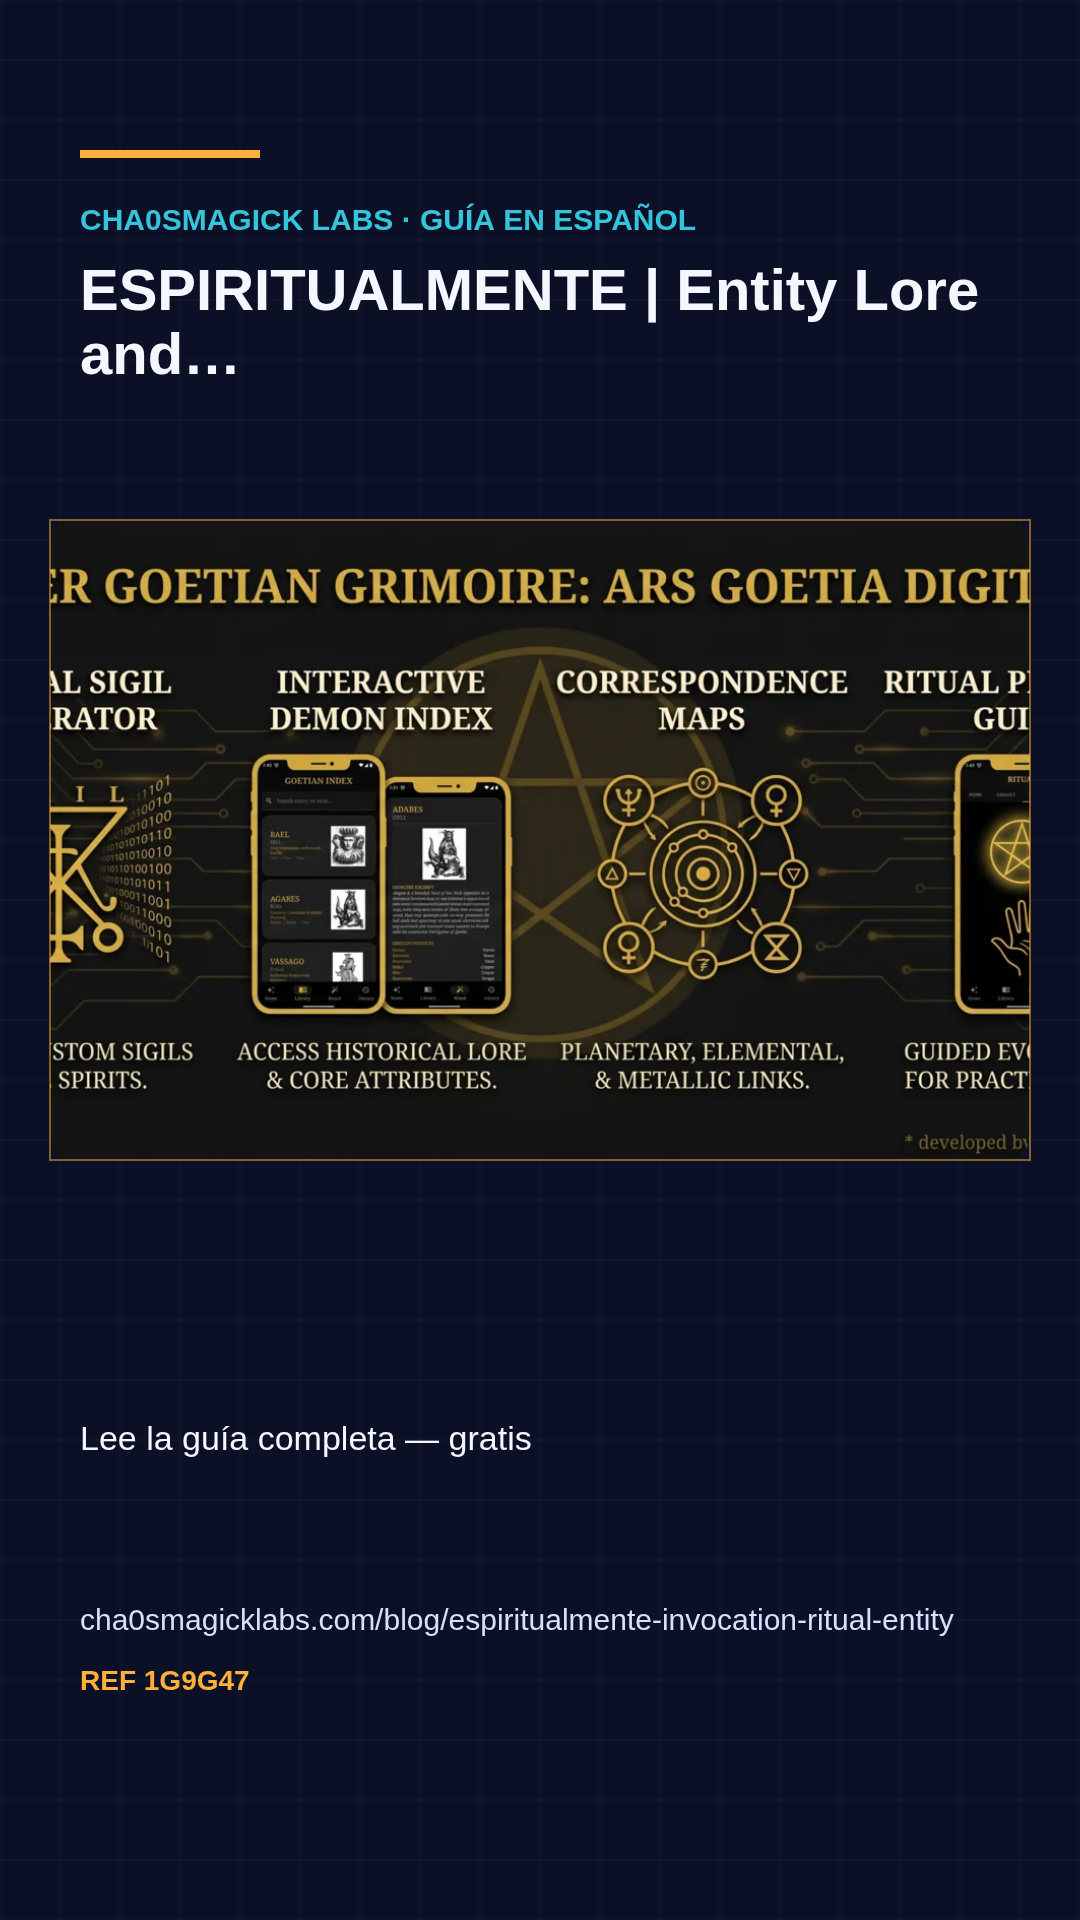 CHA0SMAGICK LABS · GUÍA EN ESPAÑOL
ESPIRITUALMENTE | Entity Lore
and…
ER GOETIAN GRIMOIRE: ARS GOETIA DIGIT
AL SIGIL
RATOR
I L
STOM SIGILS
SPIRITS.
INTERACTIVE
DEMON INDEX
GOETIAN INDEX
BAEL
AGARES
VASSAGO
ADABES
ACCESS HISTORICAL LORE
& CORE ATTRIBUTES.
CORRESPONDENCE
MAPS
PLANETARY, ELEMENTAL,
& METALLIC LINKS.
RITUAL P
GUI
RITUA
GUIDED EVO
FOR PRACT
* developed by
Lee la guía completa — gratis
cha0smagicklabs.com/blog/espiritualmente-invocation-ritual-entity
REF 1G9G47